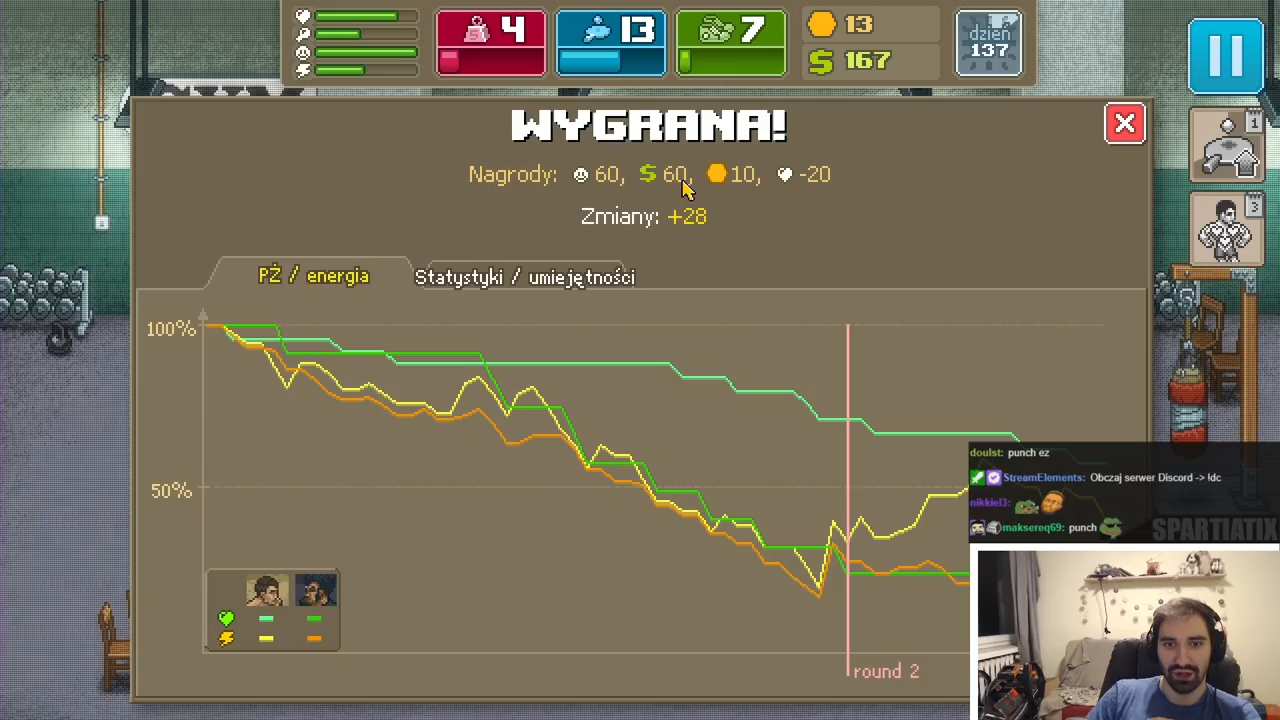 4
13
7
13
167
dzień
137
1
3
WYGRANA!
Nagrody: 60, $ 60, 10, -20
Zmiany: +28
PŻ / energia
Statystyki / umiejętności
100%
50%
round 2
doulst: punch ez
StreamElements: Obczaj serwer Discord -> !dc
nikkiel3:
maksereq69: punch
SPARTIATIX